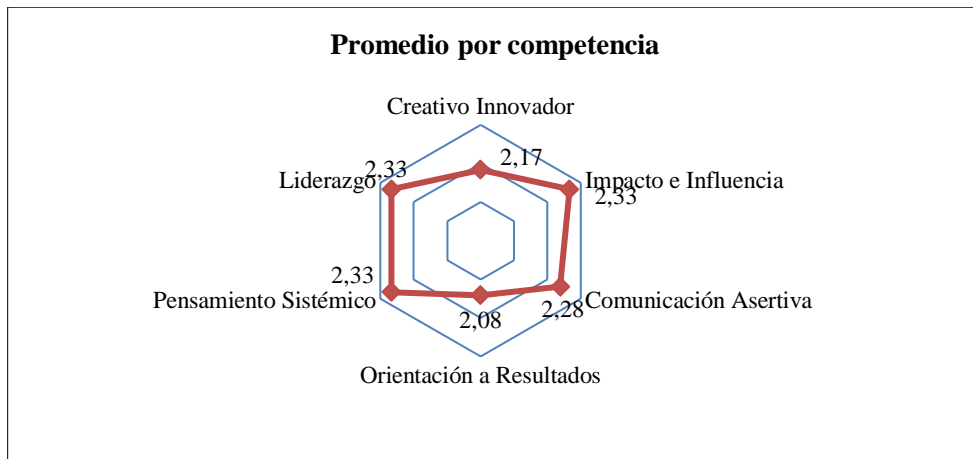 Promedio por competencia
Creativo Innovador
2,17
Impacto e Influencia
2,33
Comunicación Asertiva
2,28
Orientación a Resultados
2,08
Pensamiento Sistémico
2,33
Liderazgo
2,33